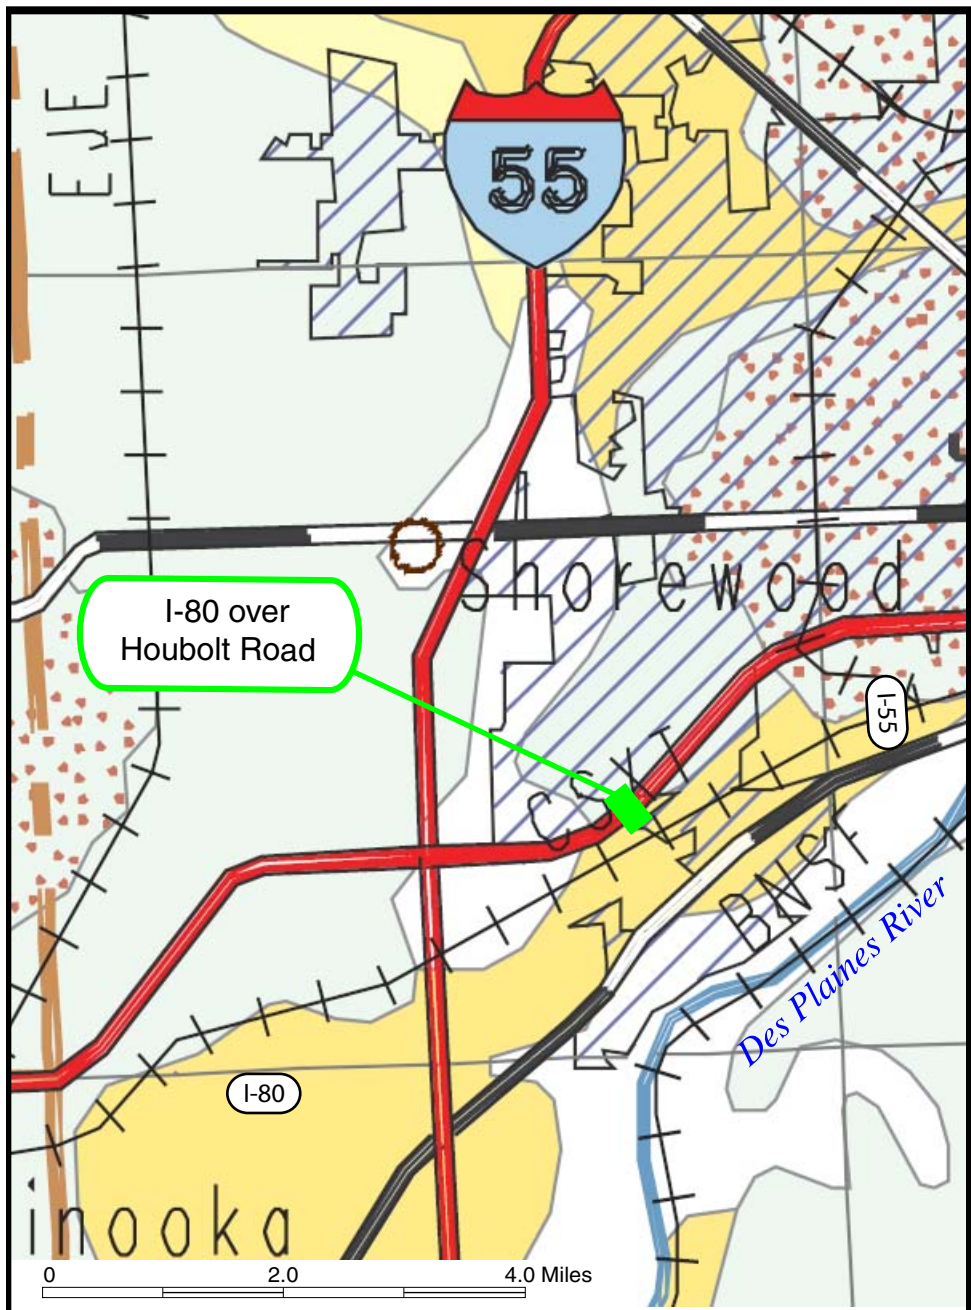 EJE
55
Shorewood
I-80 over
Houbolt Road
I-55
CSXT
BNSF
Des Plaines River
I-80
inooka
0 2.0 4.0 Miles